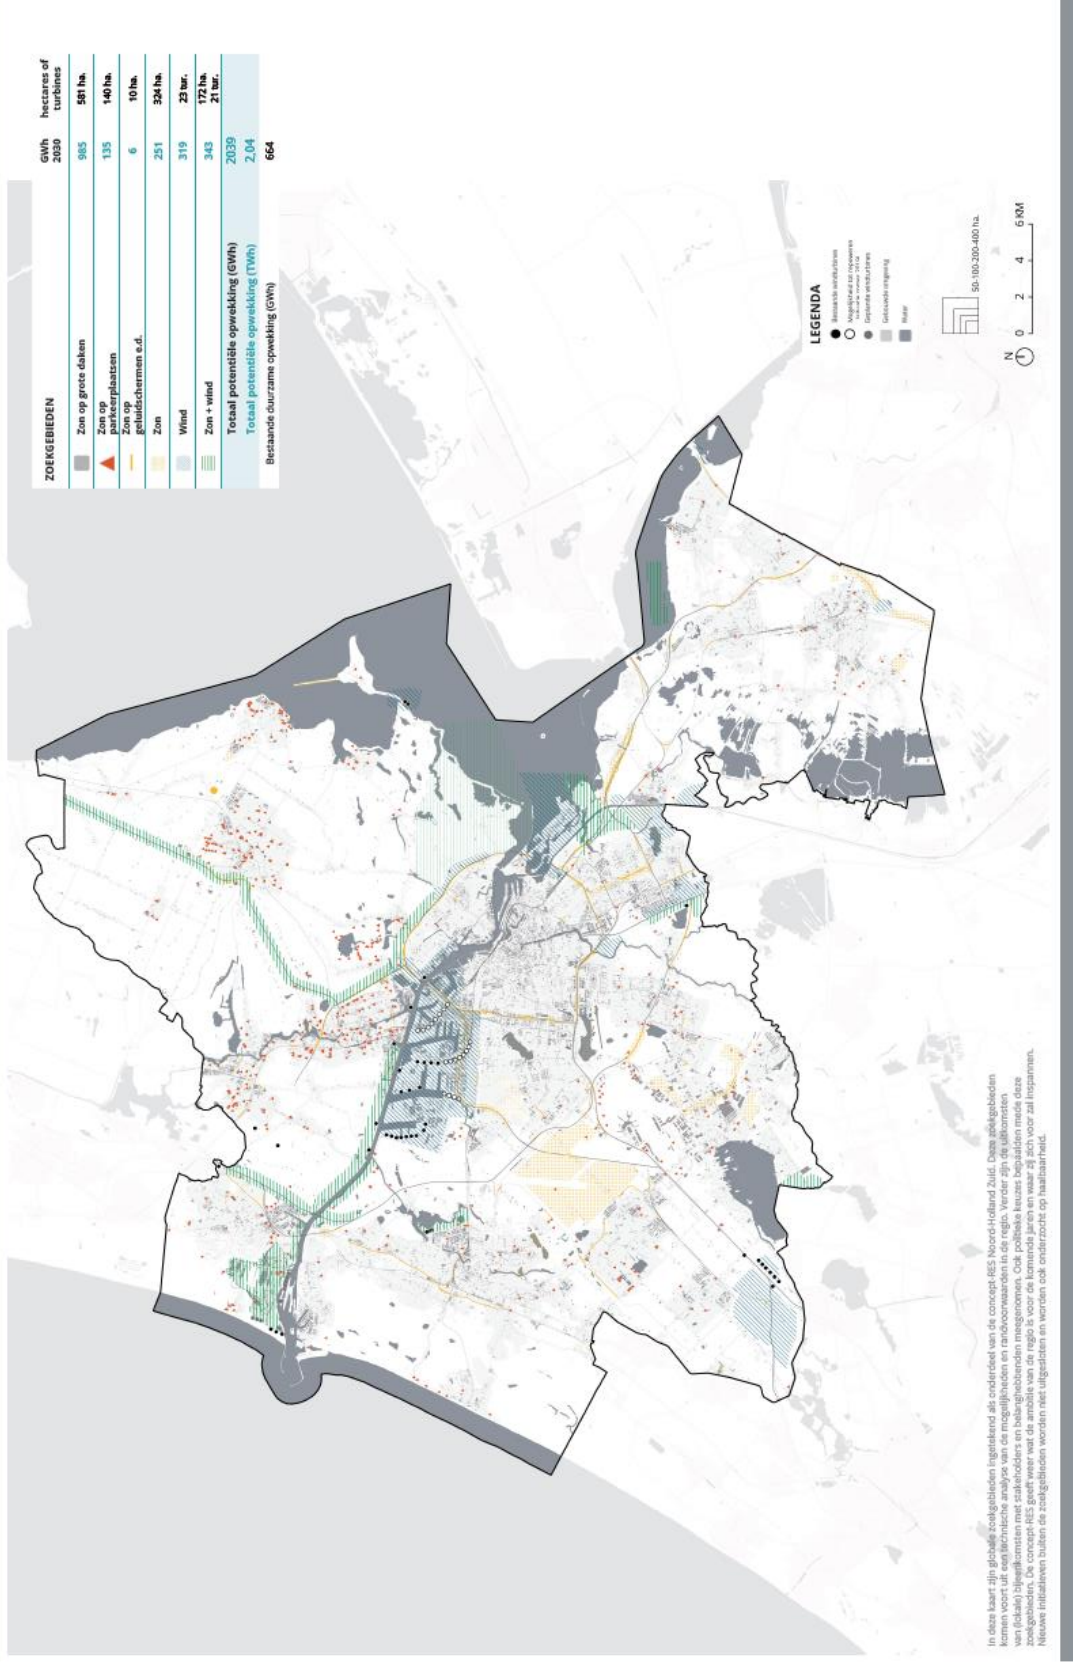 ZOEKGEBIEDEN GWh 2030 hectares of turbines
Zon op grote daken 985 581 ha.
Zon op parkeerplaatsen 135 140 ha.
Zon op geluidschermen e.d. 6 10 ha.
Zon 251 324 ha.
Wind 319 23 tur.
Zon + wind 343 172 ha. 21 tur.
Totaal potentiële opwekking (GWh) 2039
Totaal potentiële opwekking (TWh) 2,04
Bestaande duurzame opwekking (GWh) 664
LEGENDA
Bestaande windturbines
Mogelijkheid tot repoweren
Geplande windturbines
Gebouwde omgeving
Water
50-100-200-400 ha.
N 0 2 4 6 KM
In deze kaart zijn globale zoekgebieden ingetekend als onderdeel van de concept-RES Noord-Holland Zuid. Deze zoekgebieden
komen voort uit een technische analyse van de mogelijkheden en randvoorwaarden in de regio. Verder zijn de uitkomsten
van (lokale) bijeenkomsten met stakeholders en belanghebbenden meegenomen. Ook politieke keuzes bepaalden mede deze
zoekgebieden. De concept-RES geeft weer wat de ambitie van de regio is voor de komende jaren en waar zij zich voor zal inspannen.
Nieuwe initiatieven buiten de zoekgebieden worden niet uitgesloten en worden ook onderzocht op haalbaarheid.